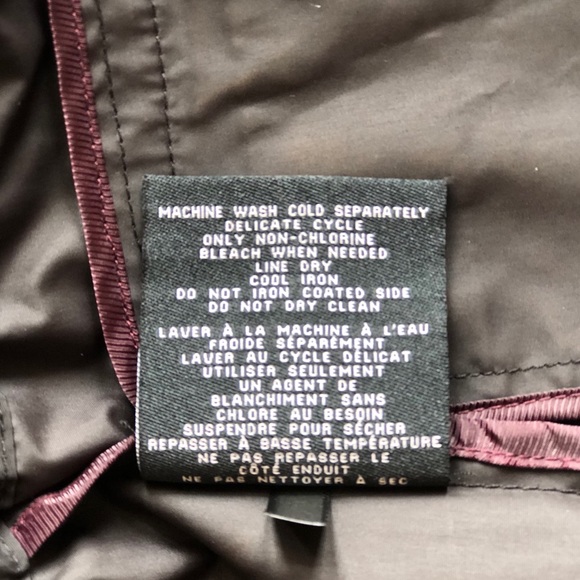 MACHINE WASH COLD SEPARATELY
DELICATE CYCLE
ONLY NON-CHLORINE
BLEACH WHEN NEEDED
LINE DRY
COOL IRON
DO NOT IRON COATED SIDE
DO NOT DRY CLEAN
LAVER À LA MACHINE À L'EAU
FROIDE SÉPARÉMENT
LAVER AU CYCLE DÉLICAT
UTILISER SEULEMENT
UN AGENT DE
BLANCHIMENT SANS
CHLORE AU BESOIN
SUSPENDRE POUR SÉCHER
REPASSER À BASSE TEMPÉRATURE
NE PAS REPASSER LE
CÔTÉ ENDUIT
NE PAS NETTOYER À SEC